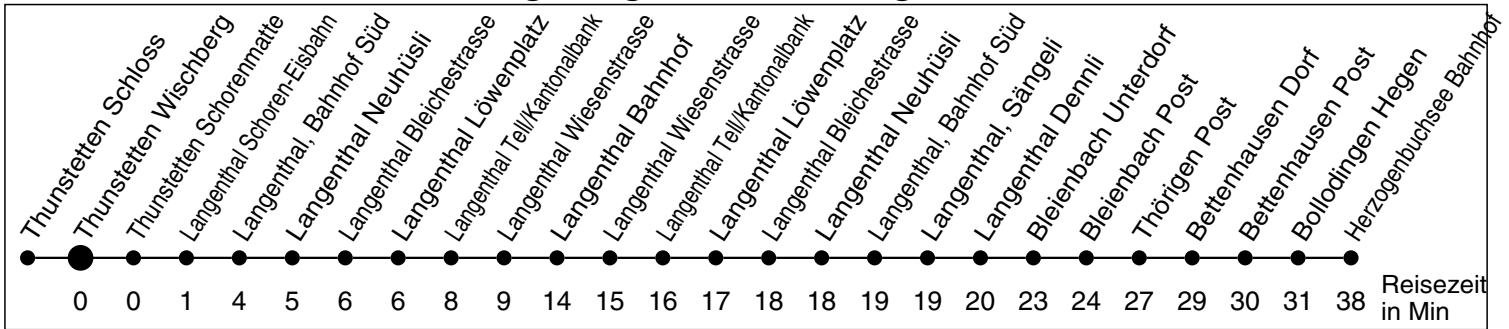 Thunstetten Schloss
Thunstetten Wischberg
Thunstetten Schorenmatte
Langenthal Schoren-Eisbahn
Langenthal, Bahnhof Süd
Langenthal Neuhüsli
Langenthal Bleichestrasse
Langenthal Löwenplatz
Langenthal Tell/Kantonalbank
Langenthal Wiesenstrasse
Langenthal Bahnhof
Langenthal Wiesenstrasse
Langenthal Tell/Kantonalbank
Langenthal Löwenplatz
Langenthal Bleichestrasse
Langenthal Neuhüsli
Langenthal, Bahnhof Süd
Langenthal, Sängeli
Langenthal Dennli
Bleienbach Unterdorf
Bleienbach Post
Thörigen Post
Bettenhausen Dorf
Bettenhausen Post
Bollodingen Hegen
Herzogenbuchsee Bahnhof
0 0 1 4 5 6 6 8 9 14 15 16 17 18 18 19 19 20 23 24 27 29 30 31 38
Reisezeit
in Min